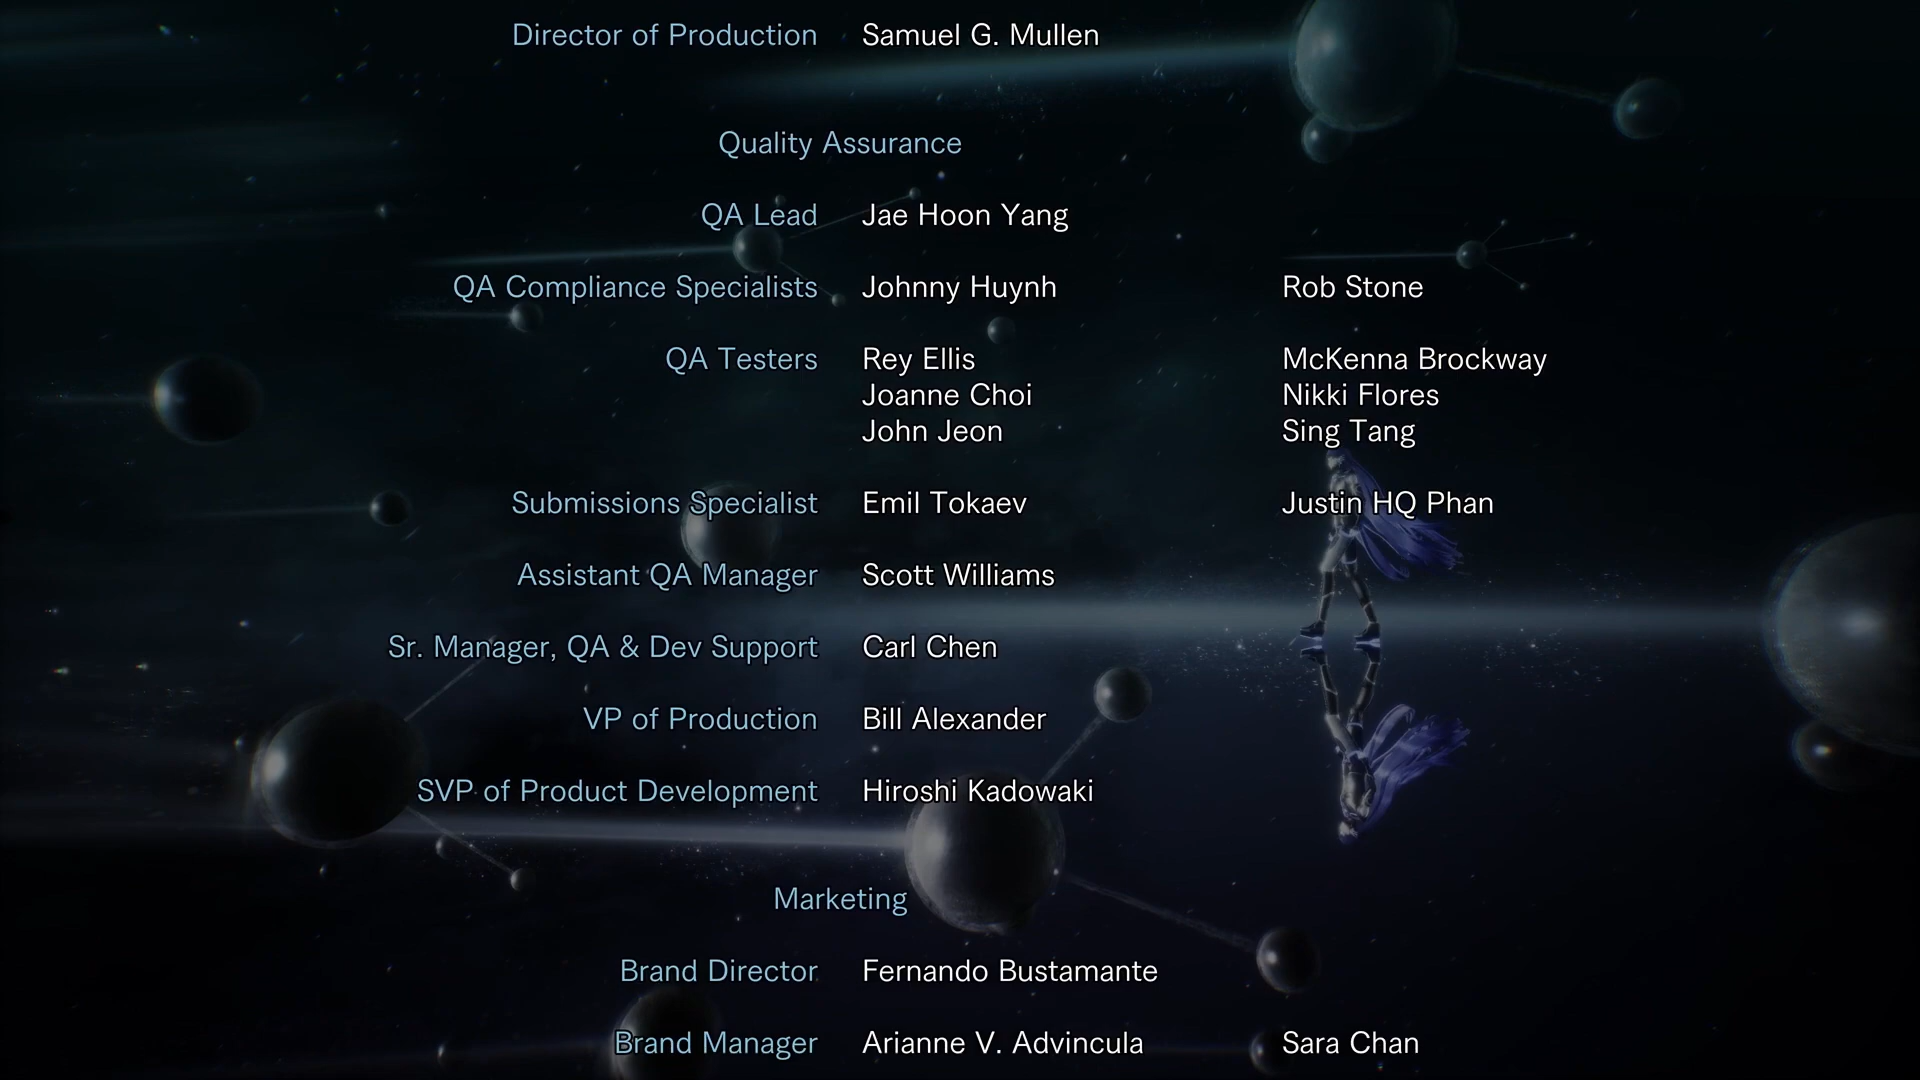 Director of Production Samuel G. Mullen
Quality Assurance
QA Lead Jae Hoon Yang
QA Compliance Specialists Johnny Huynh Rob Stone
QA Testers Rey Ellis McKenna Brockway
Joanne Choi Nikki Flores
John Jeon Sing Tang
Submissions Specialist Emil Tokaev Justin HQ Phan
Assistant QA Manager Scott Williams
Sr. Manager, QA & Dev Support Carl Chen
VP of Production Bill Alexander
SVP of Product Development Hiroshi Kadowaki
Marketing
Brand Director Fernando Bustamante
Brand Manager Arianne V. Advincula Sara Chan